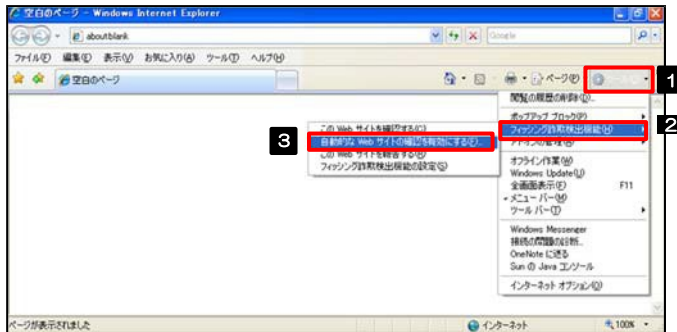 空白のページ - Windows Internet Explorer
about:blank
Google
ファイル(F) 編集(E) 表示(V) お気に入り(A) ツール(T) ヘルプ(H)
空白のページ
ページ(P)
1
閲覧の履歴の削除(D)...
ポップアップ ブロック(P)
フィッシング詐欺検出機能(H)
2
アドオンの管理(A)
この Web サイトを確認する(C)
3
自動的な Web サイトの確認を有効にする(F)...
この Web サイトを報告する(R)
フィッシング詐欺検出機能の設定(S)
オフライン作業(W)
Windows Update(U)
全画面表示(F) F11
メニュー バー(M)
ツール バー(T)
Windows Messenger
接続の問題の診断...
OneNote に送る
Sun の Java コンソール
インターネット オプション(O)
ページが表示されました
インターネット
100%